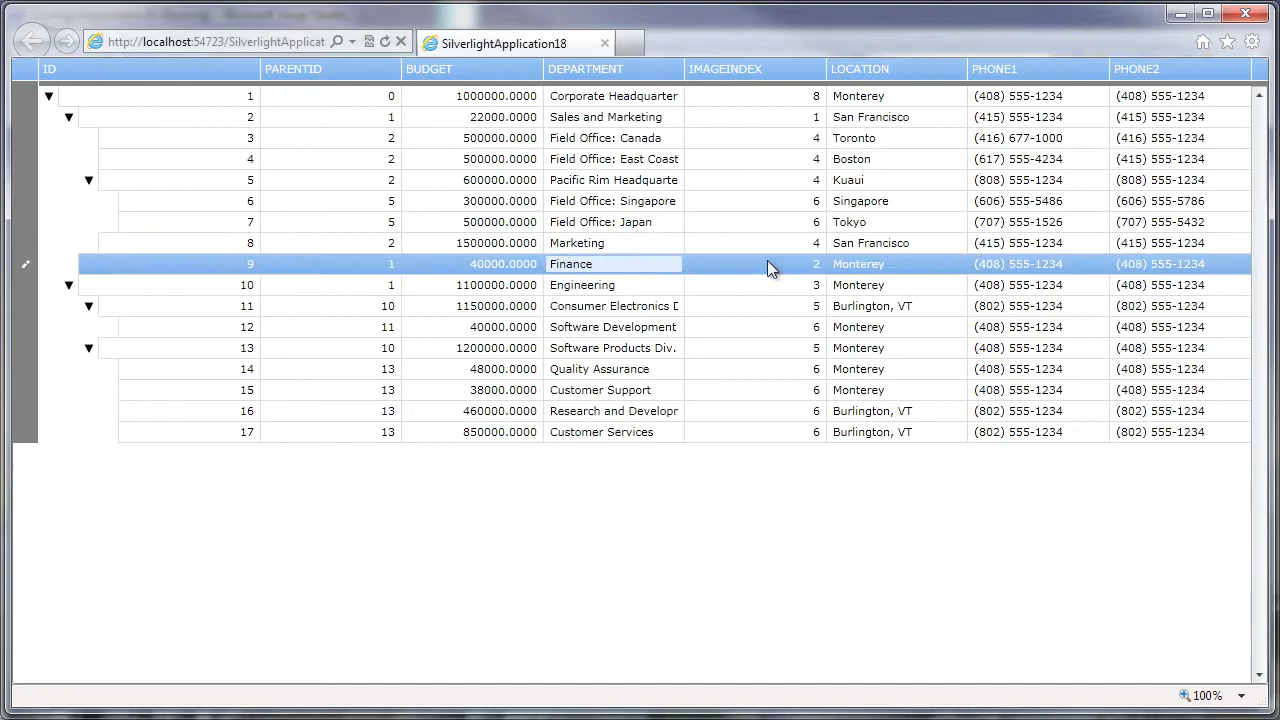 http://localhost:54723/SilverlightApplicat
SilverlightApplication18
ID PARENTID BUDGET DEPARTMENT IMAGEINDEX LOCATION PHONE1 PHONE2
1 0 1000000.0000 Corporate Headquarter 8 Monterey (408) 555-1234 (408) 555-1234
2 1 22000.0000 Sales and Marketing 1 San Francisco (415) 555-1234 (415) 555-1234
3 2 500000.0000 Field Office: Canada 4 Toronto (416) 677-1000 (416) 555-1234
4 2 500000.0000 Field Office: East Coast 4 Boston (617) 555-4234 (415) 555-1234
5 2 600000.0000 Pacific Rim Headquarte 4 Kuaui (808) 555-1234 (808) 555-1234
6 5 300000.0000 Field Office: Singapore 6 Singapore (606) 555-5486 (606) 555-5786
7 5 500000.0000 Field Office: Japan 6 Tokyo (707) 555-1526 (707) 555-5432
8 2 1500000.0000 Marketing 4 San Francisco (415) 555-1234 (415) 555-1234
9 1 40000.0000 Finance 2 Monterey (408) 555-1234 (408) 555-1234
10 1 1100000.0000 Engineering 3 Monterey (408) 555-1234 (408) 555-1234
11 10 1150000.0000 Consumer Electronics D 5 Burlington, VT (802) 555-1234 (802) 555-1234
12 11 40000.0000 Software Development 6 Monterey (408) 555-1234 (408) 555-1234
13 10 1200000.0000 Software Products Div. 5 Monterey (408) 555-1234 (408) 555-1234
14 13 48000.0000 Quality Assurance 6 Monterey (408) 555-1234 (408) 555-1234
15 13 38000.0000 Customer Support 6 Monterey (408) 555-1234 (408) 555-1234
16 13 460000.0000 Research and Developr 6 Burlington, VT (802) 555-1234 (802) 555-1234
17 13 850000.0000 Customer Services 6 Burlington, VT (802) 555-1234 (802) 555-1234
100%